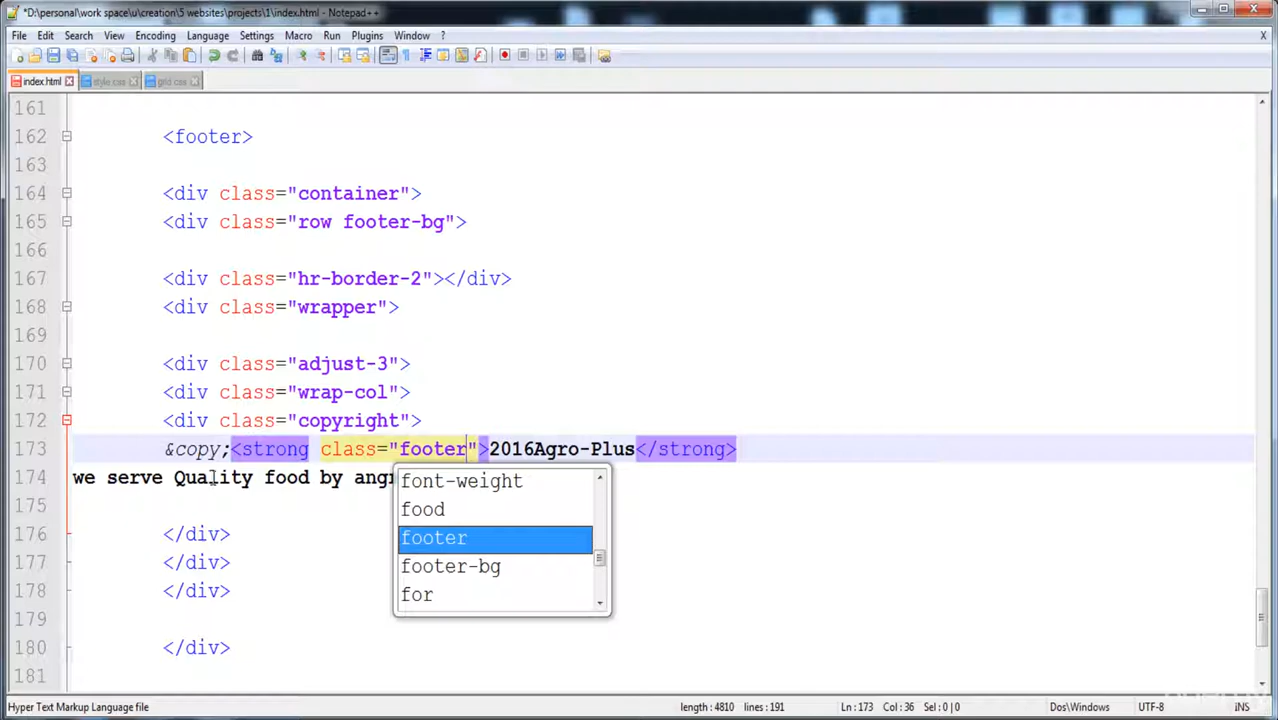 *D:\personal\work space\u\creation\5 websites\projects\1\index.html - Notepad++
File Edit Search View Encoding Language Settings Macro Run Plugins Window ? X
index.html style.css grid.css
161
162 <footer>
163
164 <div class="container">
165 <div class="row footer-bg">
166
167 <div class="hr-border-2"></div>
168 <div class="wrapper">
169
170 <div class="adjust-3">
171 <div class="wrap-col">
172 <div class="copyright">
173 &copy;<strong class="footer">2016Agro-Plus</strong>
174 we serve Quality food by angr
font-weight
food
footer
footer-bg
for
175
176 </div>
177 </div>
178 </div>
179
180 </div>
181
Hyper Text Markup Language file length : 4810 lines : 191 Ln : 173 Col : 36 Sel : 0 | 0 Dos\Windows UTF-8 INS